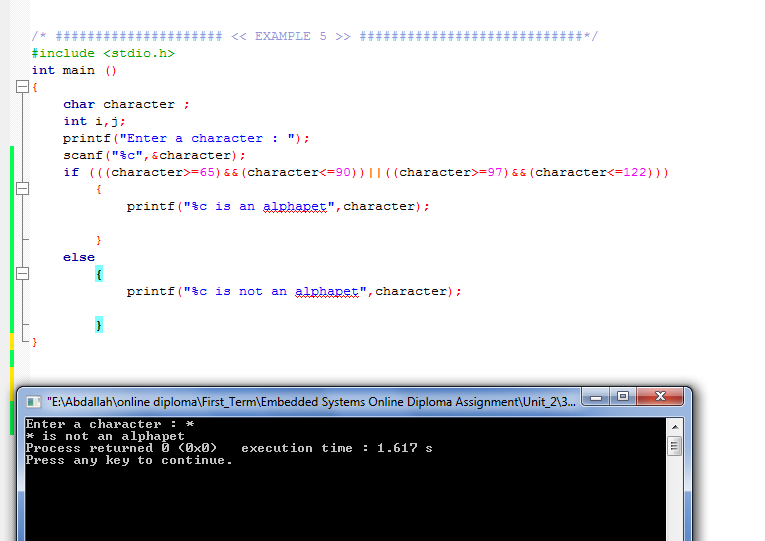 /* ##################### << EXAMPLE 5 >> ############################*/
#include <stdio.h>
int main ()
{
char character ;
int i,j;
printf("Enter a character : ");
scanf("%c",&character);
if (((character>=65)&&(character<=90))||((character>=97)&&(character<=122)))
{
printf("%c is an alphapet",character);
}
else
{
printf("%c is not an alphapet",character);
}
}
"E:\Abdallah\online diploma\First_Term\Embedded Systems Online Diploma Assignment\Unit_2\3...
Enter a character : *
* is not an alphapet
Process returned 0 (0x0)   execution time : 1.617 s
Press any key to continue.